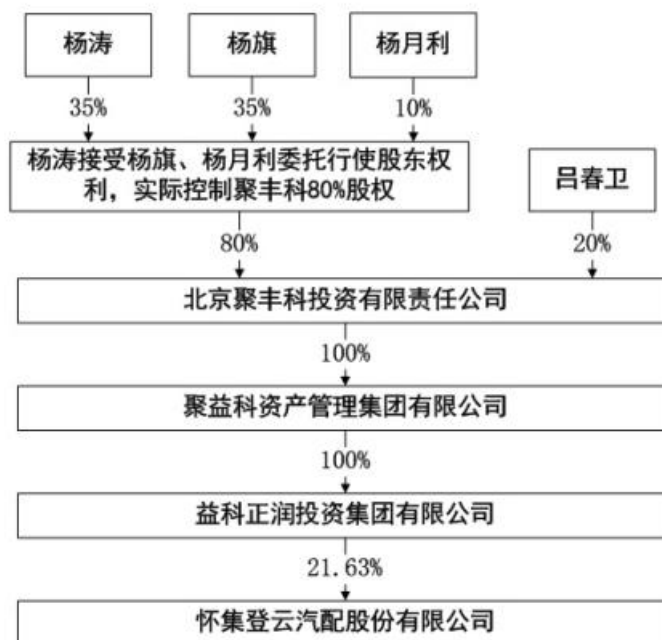 杨涛
杨旗
杨月利
35%
35%
10%
杨涛接受杨旗、杨月利委托行使股东权
利，实际控制聚丰科80%股权
吕春卫
80%
20%
北京聚丰科投资有限责任公司
100%
聚益科资产管理集团有限公司
100%
益科正润投资集团有限公司
21.63%
怀集登云汽配股份有限公司